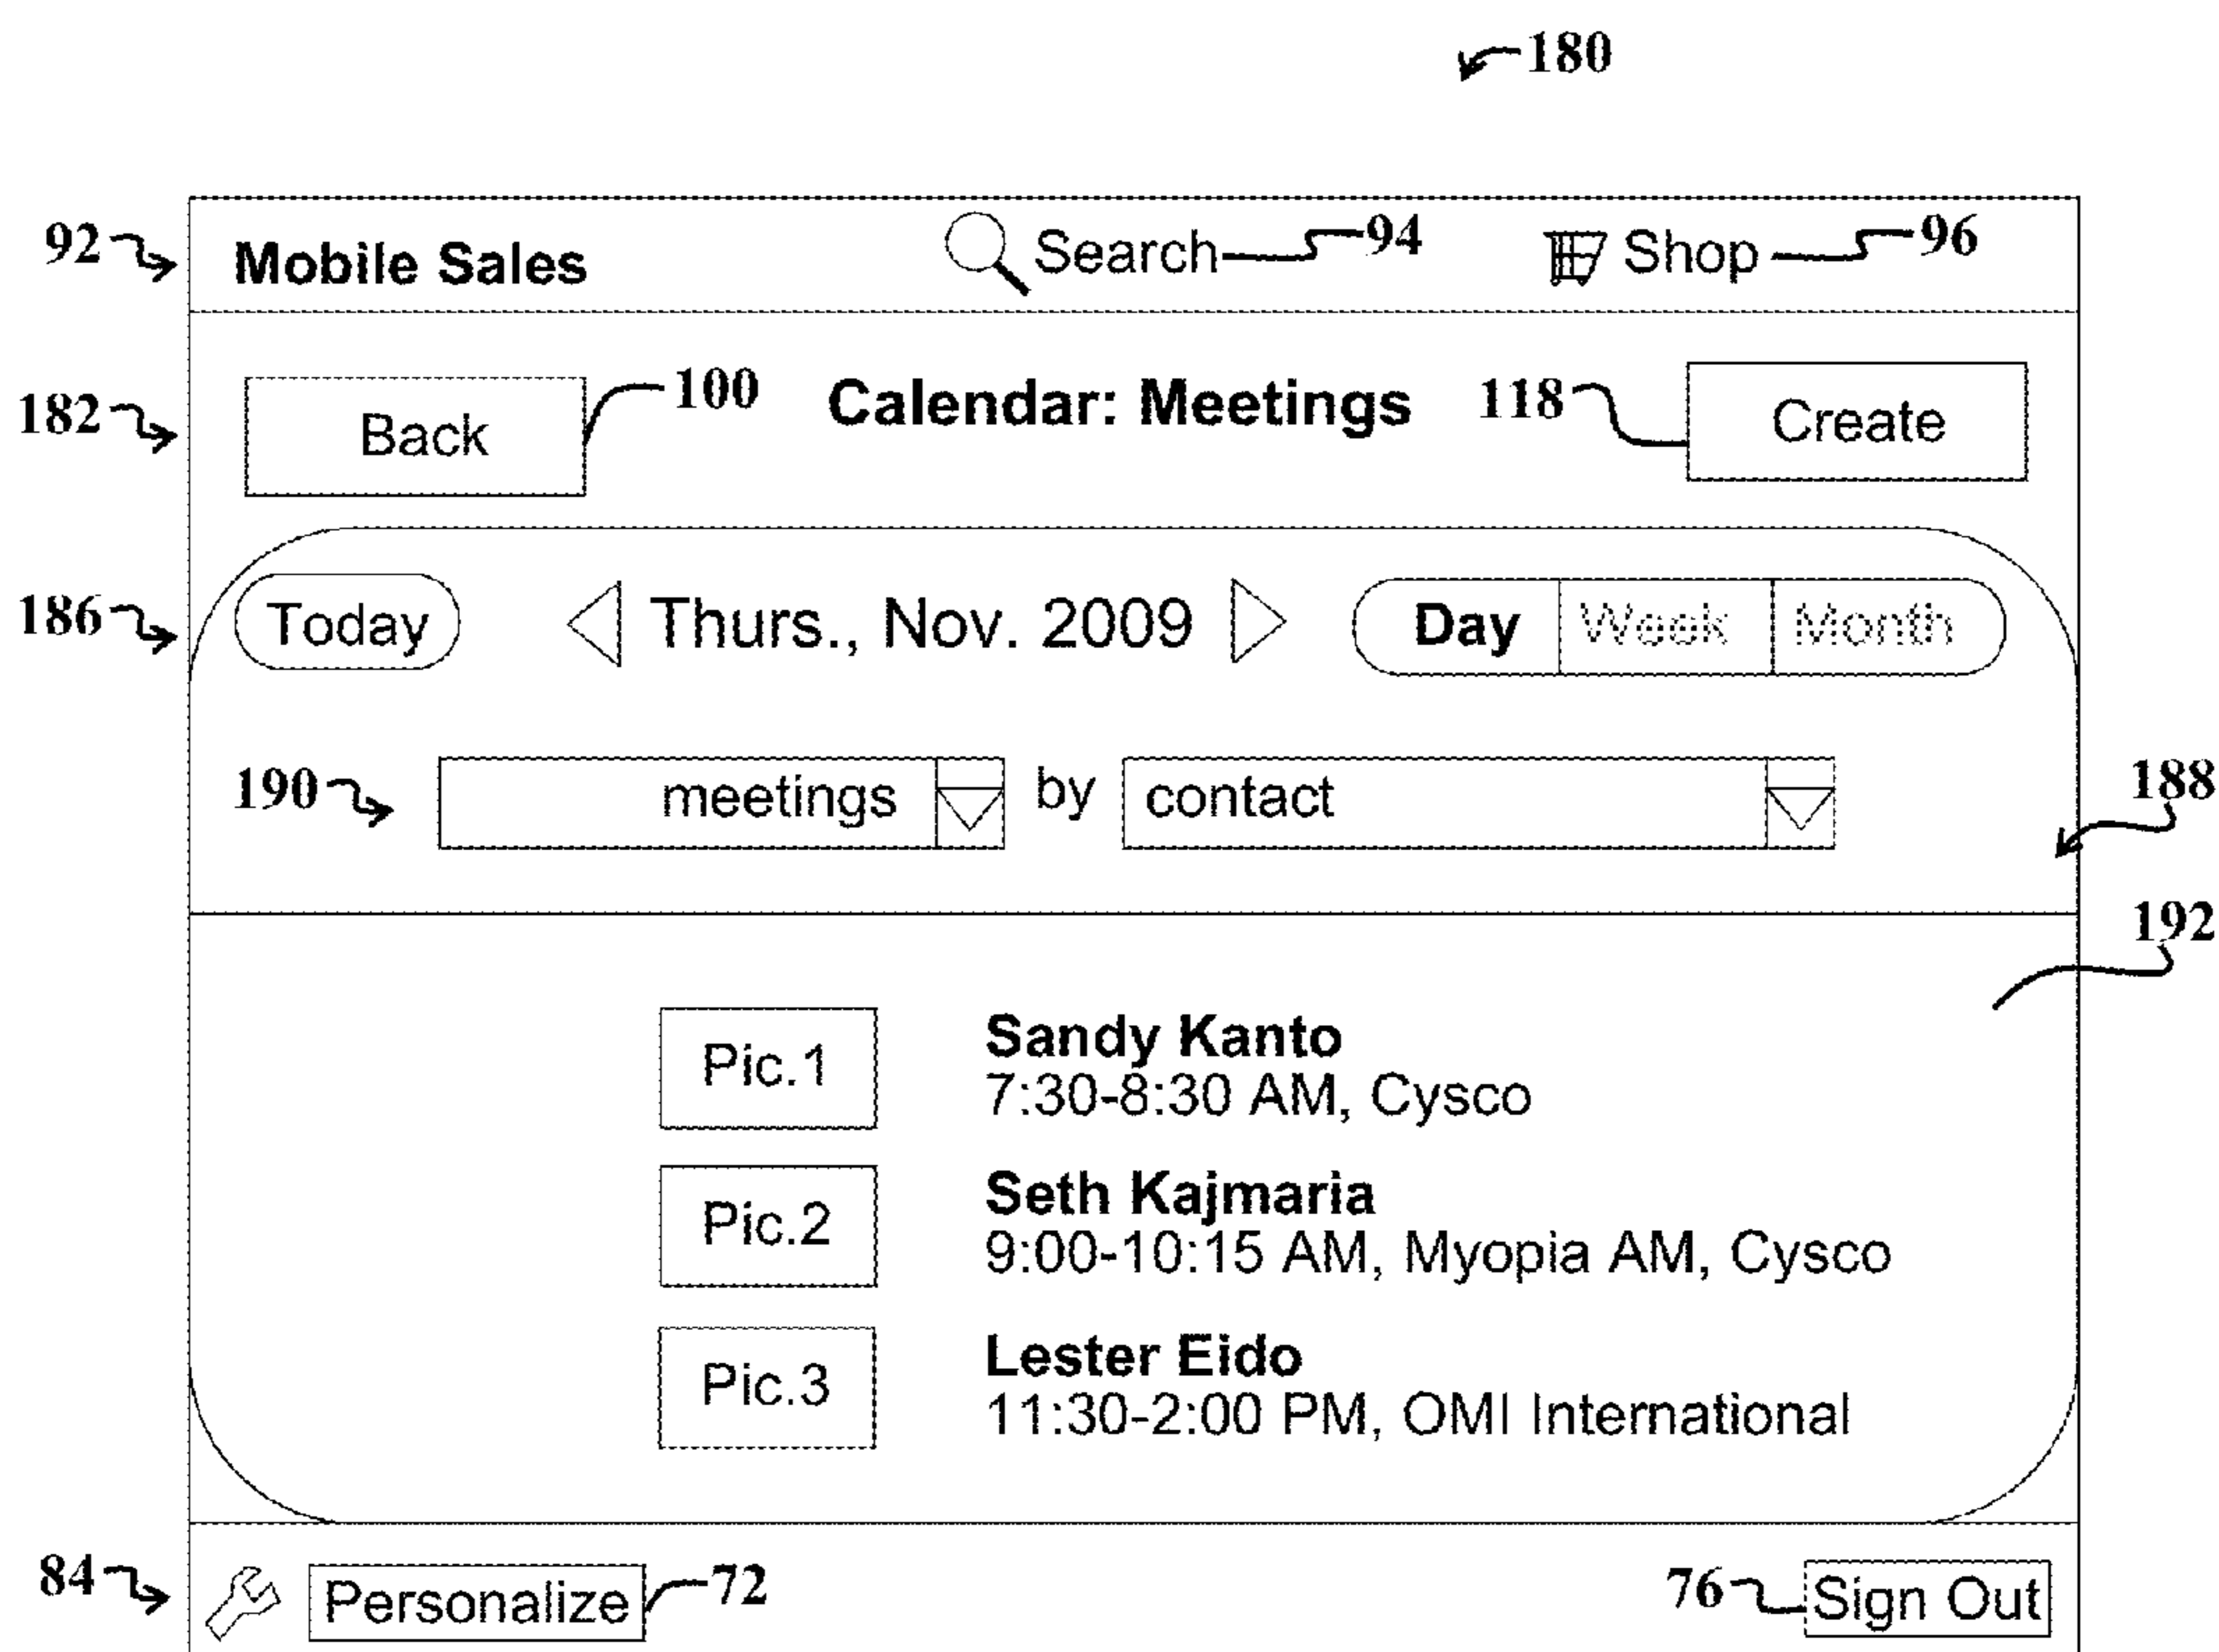 180
92 Mobile Sales Search 94 Shop 96
182 Back 100 Calendar: Meetings 118 Create
186 Today Thurs., Nov. 2009 Day Week Month
190 meetings by contact 188
192
Pic.1 Sandy Kanto
7:30-8:30 AM, Cysco
Pic.2 Seth Kajmaria
9:00-10:15 AM, Myopia AM, Cysco
Pic.3 Lester Eido
11:30-2:00 PM, OMI International
84 Personalize 72 76 Sign Out